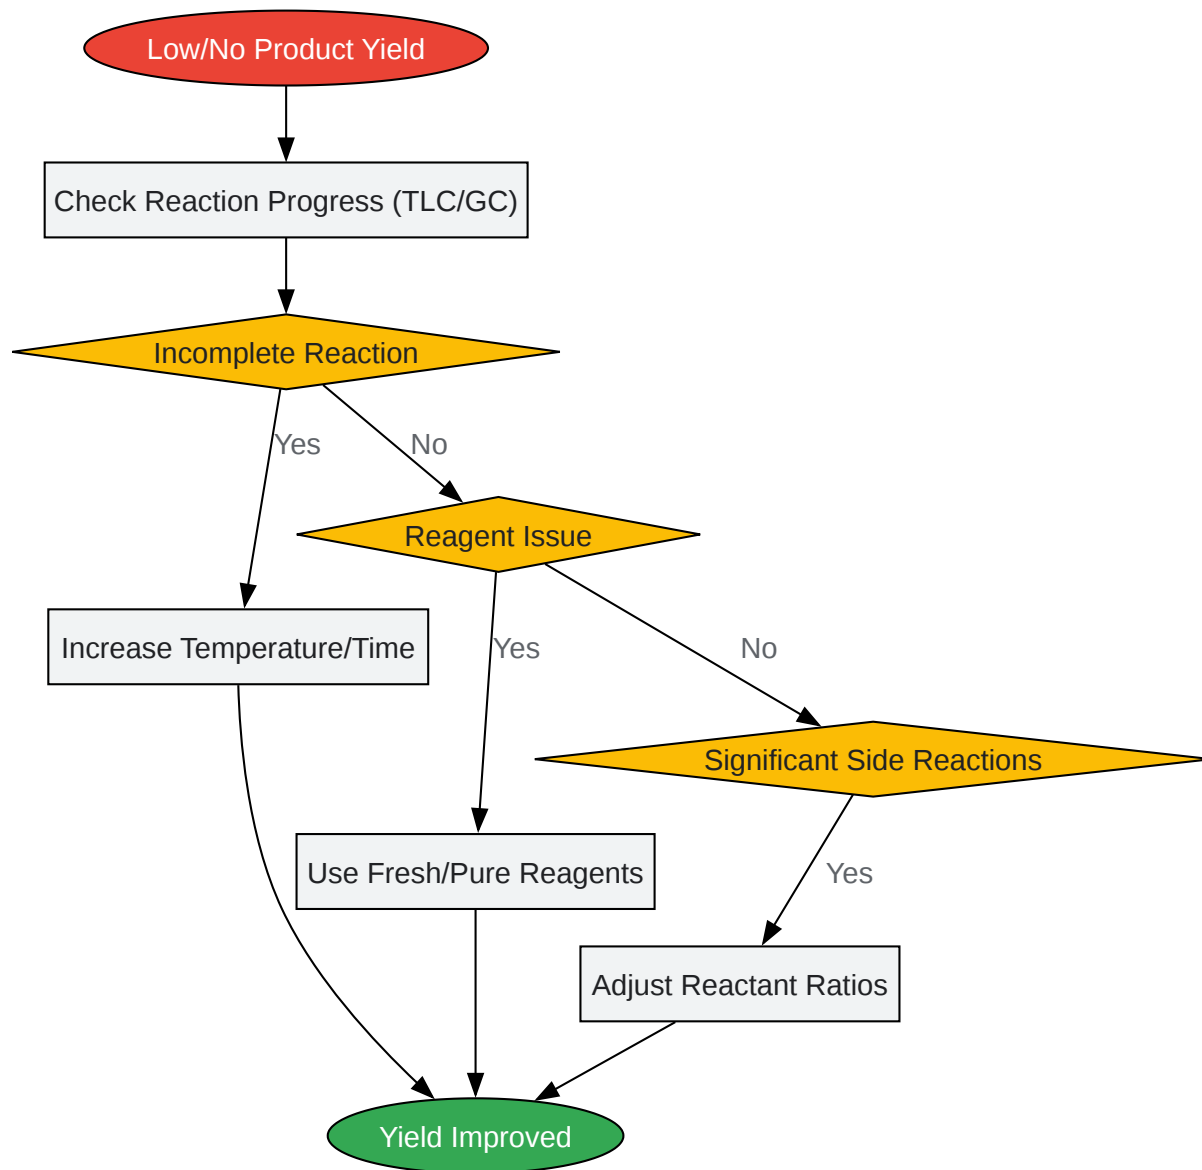 Low/No Product Yield
Check Reaction Progress (TLC/GC)
Incomplete Reaction
Yes
No
Reagent Issue
Increase Temperature/Time
Yes
No
Significant Side Reactions
Use Fresh/Pure Reagents
Yes
Adjust Reactant Ratios
Yield Improved